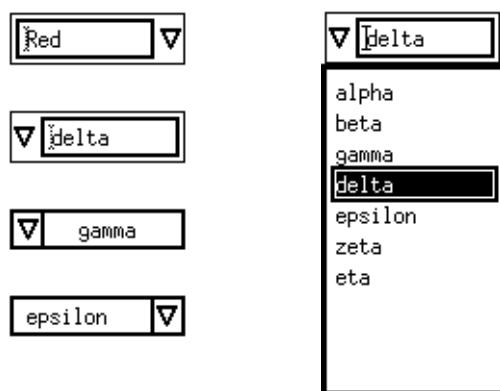 Red
delta
gamma
epsilon
delta
alpha
beta
gamma
delta
epsilon
zeta
eta